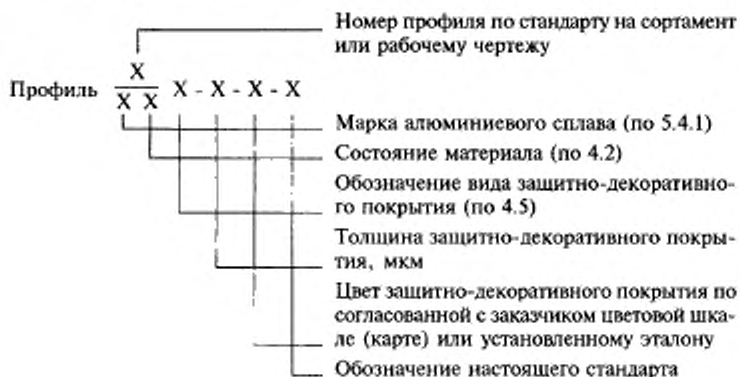 Номер профиля по стандарту на сортамент
или рабочему чертежу
Профиль X
X X X - X - X - X
Марка алюминиевого сплава (по 5.4.1)
Состояние материала (по 4.2)
Обозначение вида защитно-декоративно-
го покрытия (по 4.5)
Толщина защитно-декоративного покры-
тия, мкм
Цвет защитно-декоративного покрытия по
согласованной с заказчиком цветовой шка-
ле (карте) или установленному эталону
Обозначение настоящего стандарта